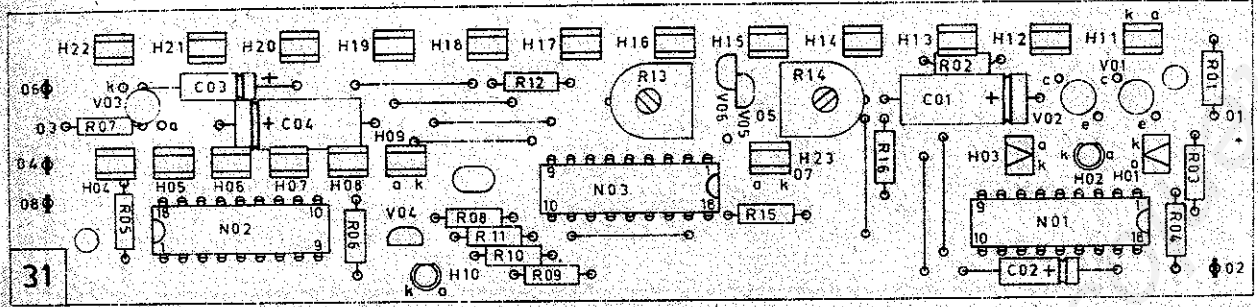 H22 H21 H20 H19 H18 H17 H16 H15 H14 H13 H12 H11
k a
R02
R01
R12
R13
R14
06
k
V03
C03 +
+ C04
V06
V05
05
C01 +
c
V01
c
V02
e
e
01
03
R07
a
H09
04
H04 H05 H06 H07 H08
a k
H23
07
a k
R16
H03
a
k
k
a
H02
k
a
H01
R03
08
R05
18 10
N02
1 9
R06
V04
R08
R11
R10
R09
H10
k a
9 1
N03
10 18
R15
9 1
N01
10 18
R04
C02 +
02
31